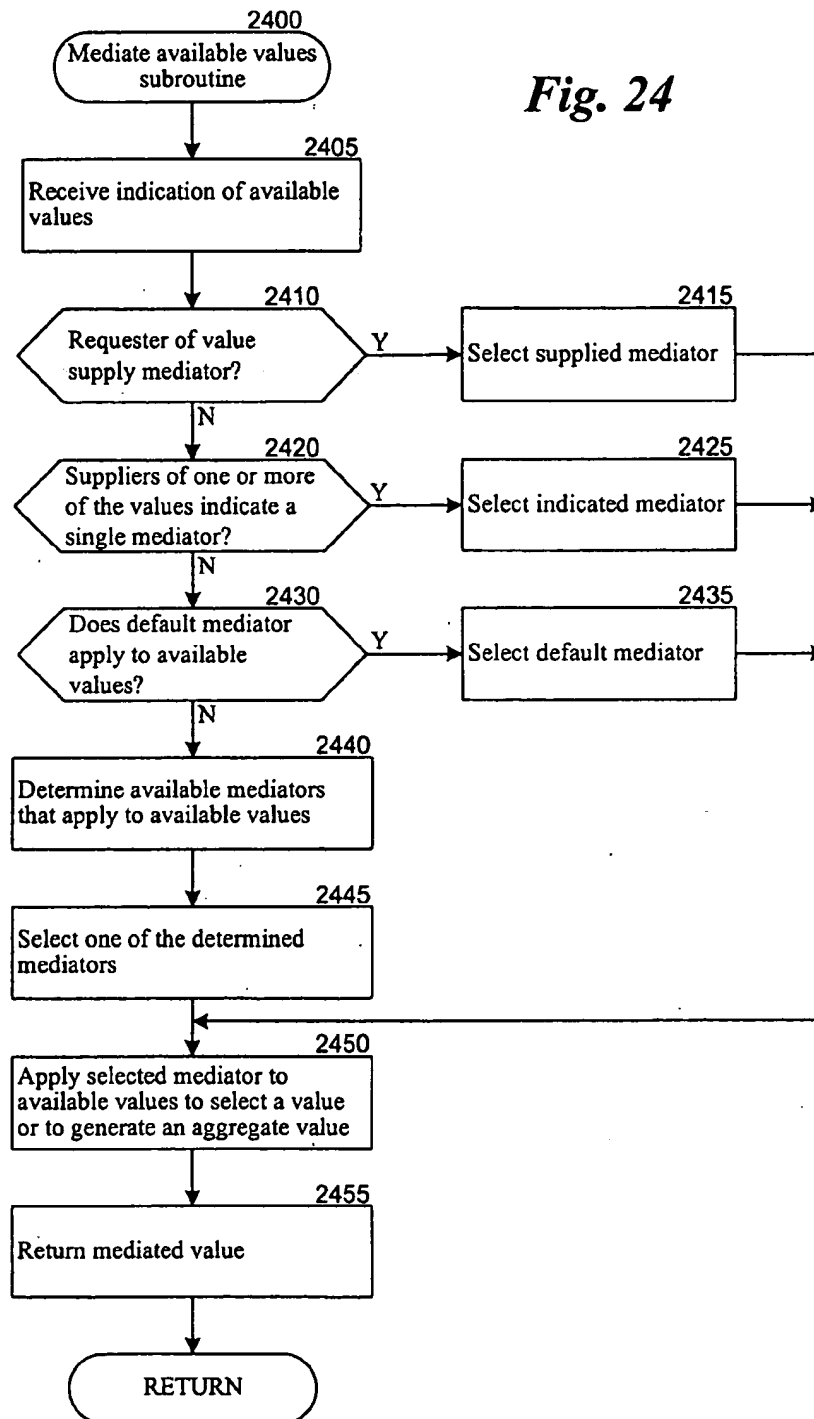 2400
Mediate available values
subroutine
Fig. 24
2405
Receive indication of available
values
2410
Requester of value
supply mediator?
Y
N
2415
Select supplied mediator
2420
Suppliers of one or more
of the values indicate a
single mediator?
Y
N
2425
Select indicated mediator
2430
Does default mediator
apply to available
values?
Y
N
2435
Select default mediator
2440
Determine available mediators
that apply to available values
2445
Select one of the determined
mediators
2450
Apply selected mediator to
available values to select a value
or to generate an aggregate value
2455
Return mediated value
RETURN